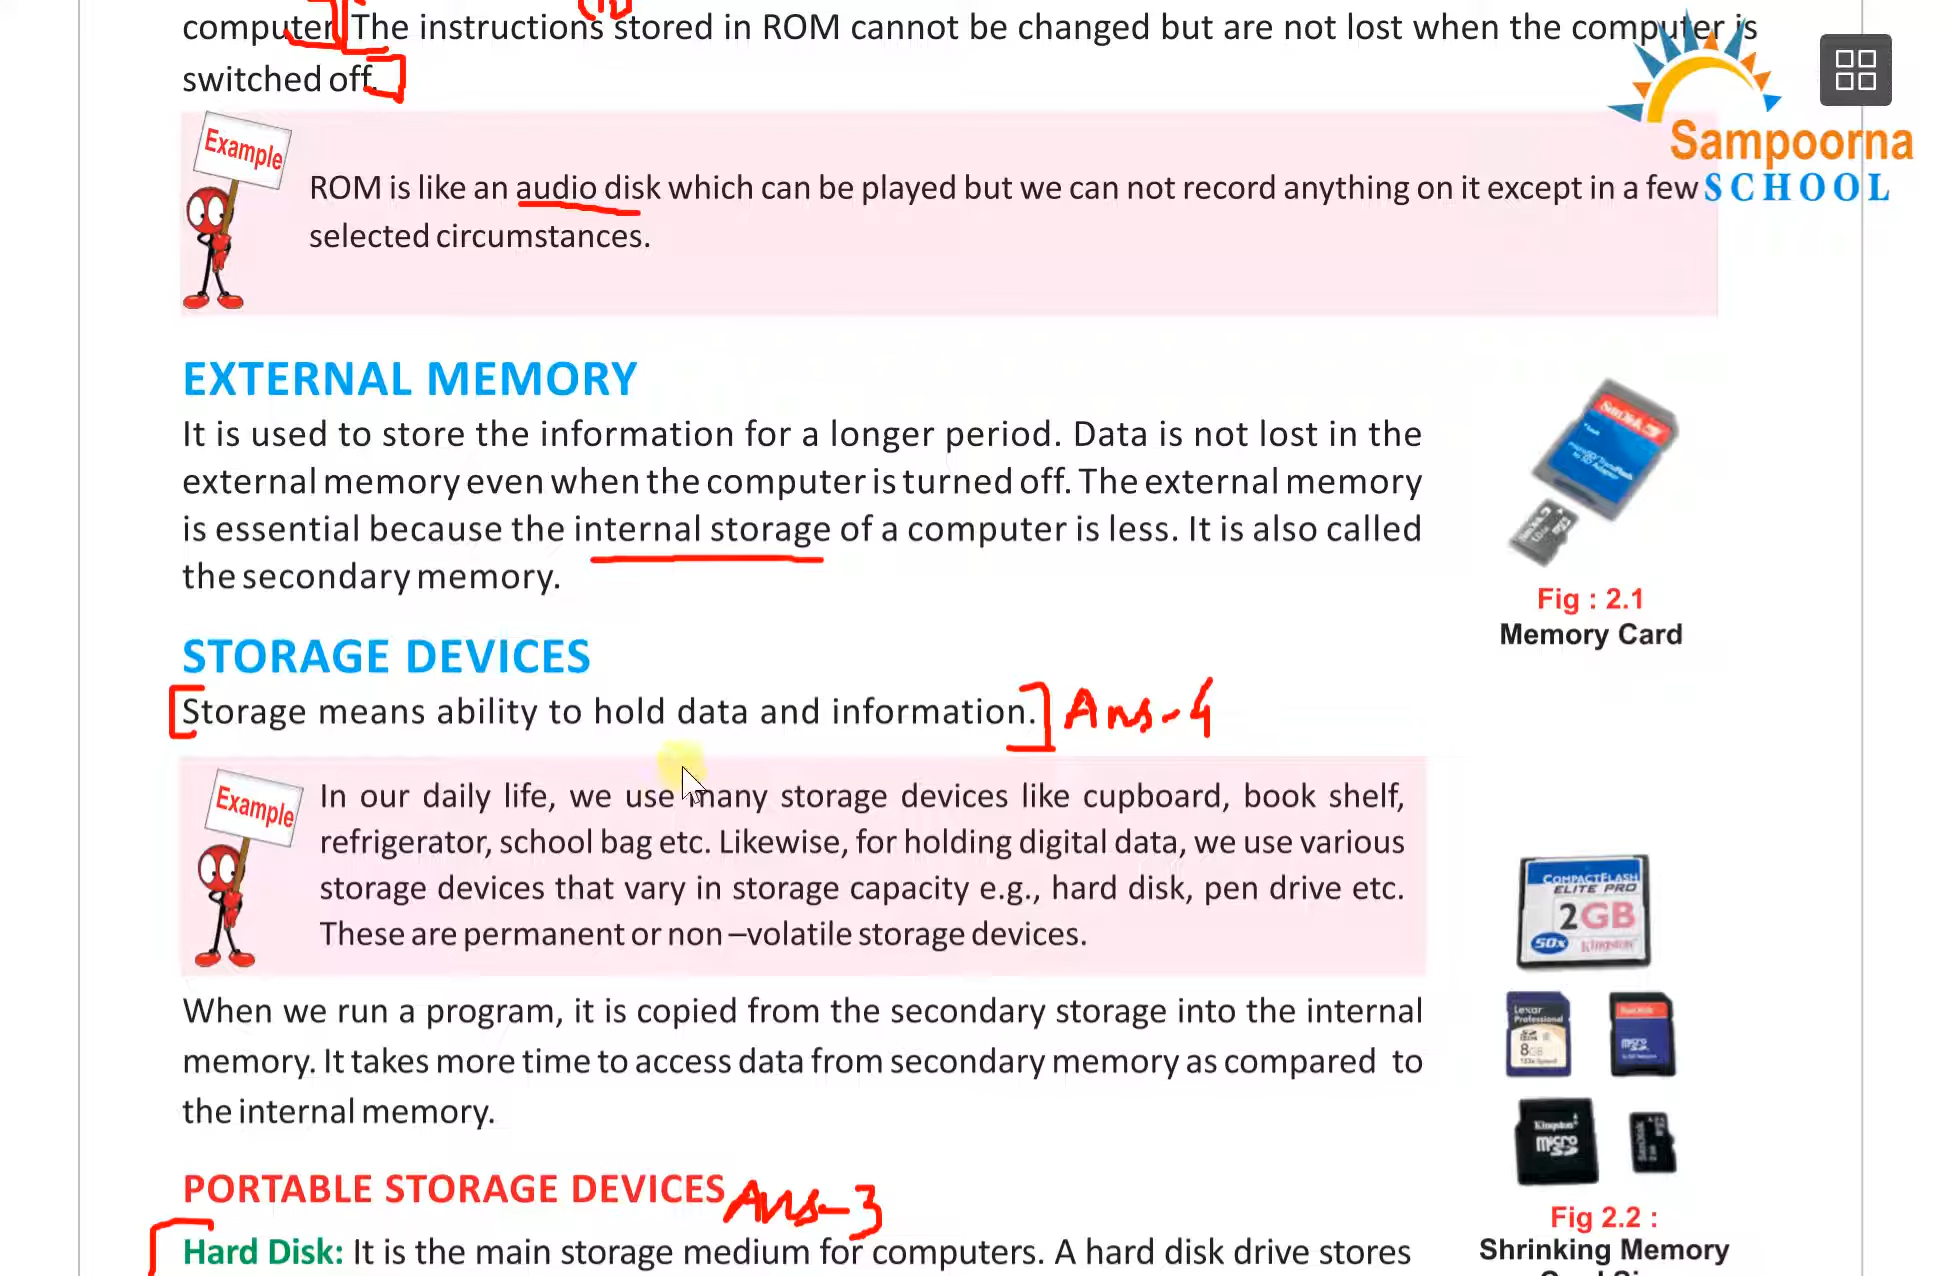 computer. The instructions stored in ROM cannot be changed but are not lost when the computer is
switched off.
Sampoorna
SCHOOL
Example
ROM is like an audio disk which can be played but we can not record anything on it except in a few
selected circumstances.
EXTERNAL MEMORY
It is used to store the information for a longer period. Data is not lost in the
external memory even when the computer is turned off. The external memory
is essential because the internal storage of a computer is less. It is also called
the secondary memory.
SanDisk
Fig : 2.1
Memory Card
STORAGE DEVICES
Storage means ability to hold data and information. Ans-4
Example
In our daily life, we use many storage devices like cupboard, book shelf,
refrigerator, school bag etc. Likewise, for holding digital data, we use various
storage devices that vary in storage capacity e.g., hard disk, pen drive etc.
These are permanent or non –volatile storage devices.
COMPACTFLASH
ELITE PRO
2GB
50x Kingston
When we run a program, it is copied from the secondary storage into the internal
memory. It takes more time to access data from secondary memory as compared to
the internal memory.
Lexar
Professional
8GB
SanDisk
micro
Kingston
micro
SD
PORTABLE STORAGE DEVICES Ans-3
Hard Disk: It is the main storage medium for computers. A hard disk drive stores
Fig 2.2 :
Shrinking Memory